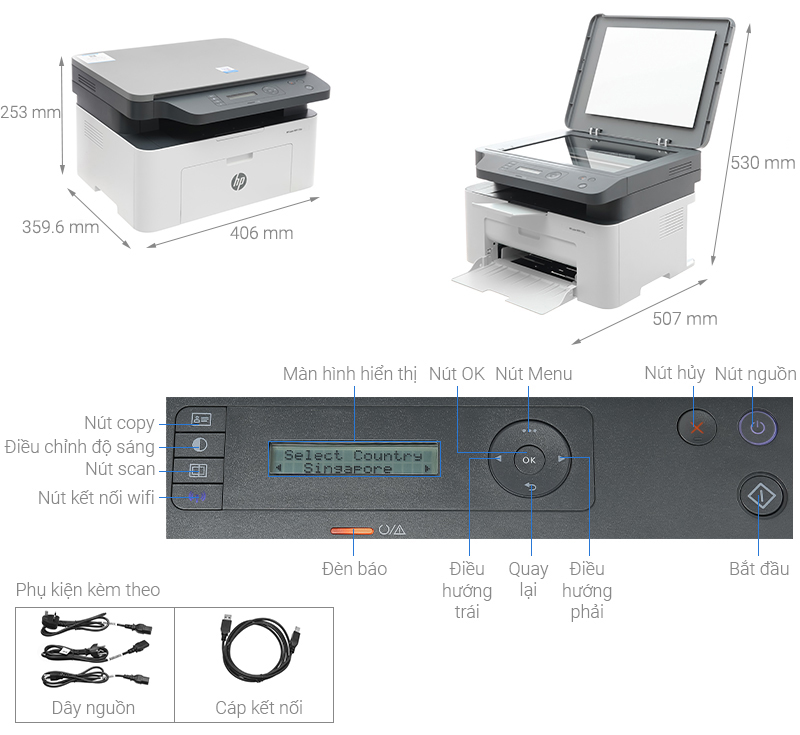 253 mm
359.6 mm
406 mm
hp
530 mm
507 mm
Màn hình hiển thị
Nút OK
Nút Menu
Nút hủy
Nút nguồn
Nút copy
Điều chỉnh độ sáng
Nút scan
Nút kết nối wifi
Select Country
Singapore
OK
Đèn báo
Điều
hướng
trái
Quay
lại
Điều
hướng
phải
Bắt đầu
Phụ kiện kèm theo
Dây nguồn
Cáp kết nối